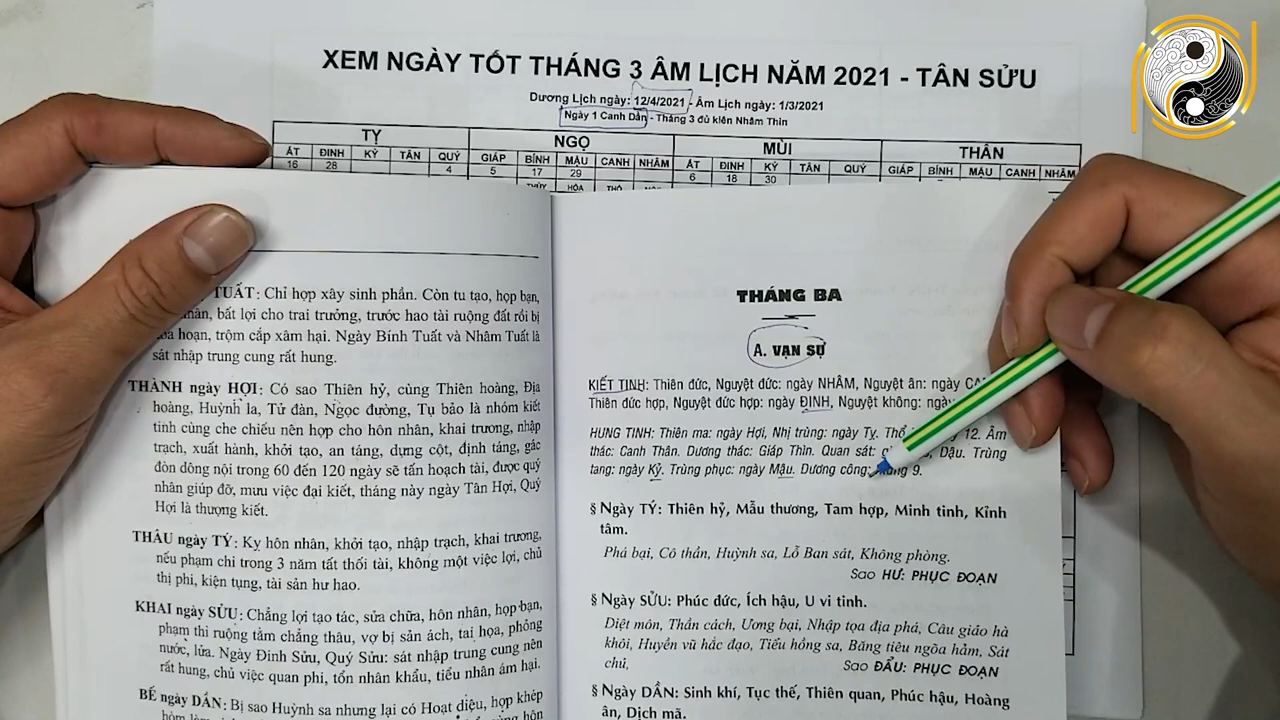 XEM NGÀY TỐT THÁNG 3 ÂM LỊCH NĂM 2021 - TÂN SỬU
Dương Lịch ngày: 12/4/2021 - Âm Lịch ngày: 1/3/2021
Ngày 1 Canh Dần - Tháng 3 đủ kiến Nhâm Thìn
TỴ NGỌ MÙI THÂN
ẤT ĐINH KỶ TÂN QUÝ GIÁP BÍNH MẬU CANH NHÂM ẤT ĐINH KỶ TÂN QUÝ GIÁP BÍNH MẬU CANH NHÂM
16 28 4 5 17 29 6 18 30
TUẤT: Chỉ hợp xây sinh phần. Còn tu tạo, họp bạn,
bất lợi cho trai trưởng, trước hao tài ruộng đất rồi bị
hoạn, trộm cắp xâm hại. Ngày Bính Tuất và Nhâm Tuất là
sát nhập trung cung rất hung.
THÀNH ngày HỢI: Có sao Thiên hỷ, cùng Thiên hoàng, Địa
hoàng, Huỳnh la, Tử đàn, Ngọc đường, Tụ bảo là nhóm kiết
tinh cùng che chiếu nên hợp cho hôn nhân, khai trương, nhập
trạch, xuất hành, khởi tạo, an táng, dựng cột, định táng, gác
đòn dông nội trong 60 đến 120 ngày sẽ tấn hoạch tài, được quý
nhân giúp đỡ, mưu việc đại kiết, tháng này ngày Tân Hợi, Quý
Hợi là thượng kiết.
THÂU ngày TÝ: Kỵ hôn nhân, khởi tạo, nhập trạch, khai trương,
nếu phạm chi trong 3 năm tất thối tài, không một việc lợi, chủ
thị phi, kiện tụng, tài sản hư hao.
KHAI ngày SỬU: Chẳng lợi tạo tác, sửa chữa, hôn nhân, họp bạn,
phạm thì ruộng tằm chẳng thâu, vợ bị sản ách, tai họa, phỏng
nước, lửa. Ngày Đinh Sửu, Quý Sửu: sát nhập trung cung nên
rất hung, chủ việc quan phi, tổn nhân khẩu, tiểu nhân ám hại.
BẾ ngày DẦN: Bị sao Huỳnh sa nhưng lại có Hoạt diệu, hợp khép
THÁNG BA
A. VẠN SỰ
KIẾT TINH: Thiên đức, Nguyệt đức: ngày NHÂM, Nguyệt ân: ngày
Thiên đức hợp, Nguyệt đức hợp: ngày ĐINH, Nguyệt không: ngày
HUNG TINH: Thiên ma: ngày Hợi, Nhị trùng: ngày Tỵ. 12. Âm
thác: Canh Thân. Dương thác: Giáp Thìn. Quan sát: Dậu. Trùng
tang: ngày Kỷ. Trùng phục: ngày Mậu. Dương công: 9.
§ Ngày TÝ: Thiên hỷ, Mẫu thương, Tam hợp, Minh tinh, Kính
tâm.
Phá bại, Cô thần, Huỳnh sa, Lỗ Ban sát, Không phòng.
Sao HƯ: PHỤC ĐOẠN
§ Ngày SỬU: Phúc đức, Ích hậu, U vi tinh.
Diệt môn, Thần cách, Ương bại, Nhập tọa địa phá, Câu giảo hà
khôi, Huyền vũ hắc đạo, Tiểu hồng sa, Băng tiêu ngõa hảm, Sát
chủ, Sao ĐẨU: PHỤC ĐOẠN
§ Ngày DẦN: Sinh khí, Tục thế, Thiên quan, Phúc hậu, Hoàng
ân, Dịch mã.